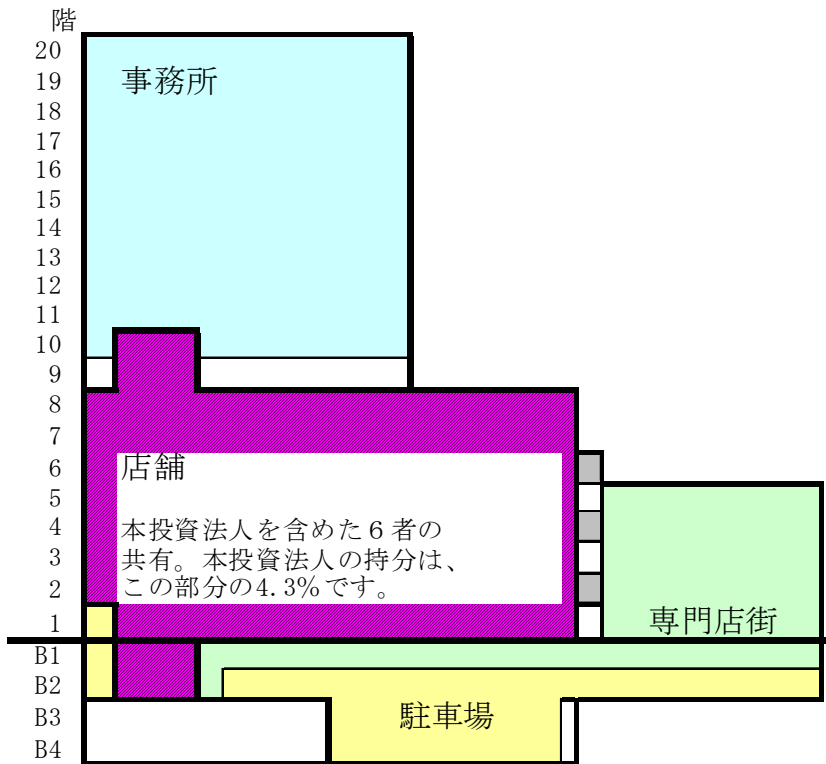 階
20
19
18
17
16
15
14
13
12
11
10
9
8
7
6
5
4
3
2
1
B1
B2
B3
B4
事務所
店舗
本投資法人を含めた6者の
共有。本投資法人の持分は、
この部分の4.3%です。
専門店街
駐車場